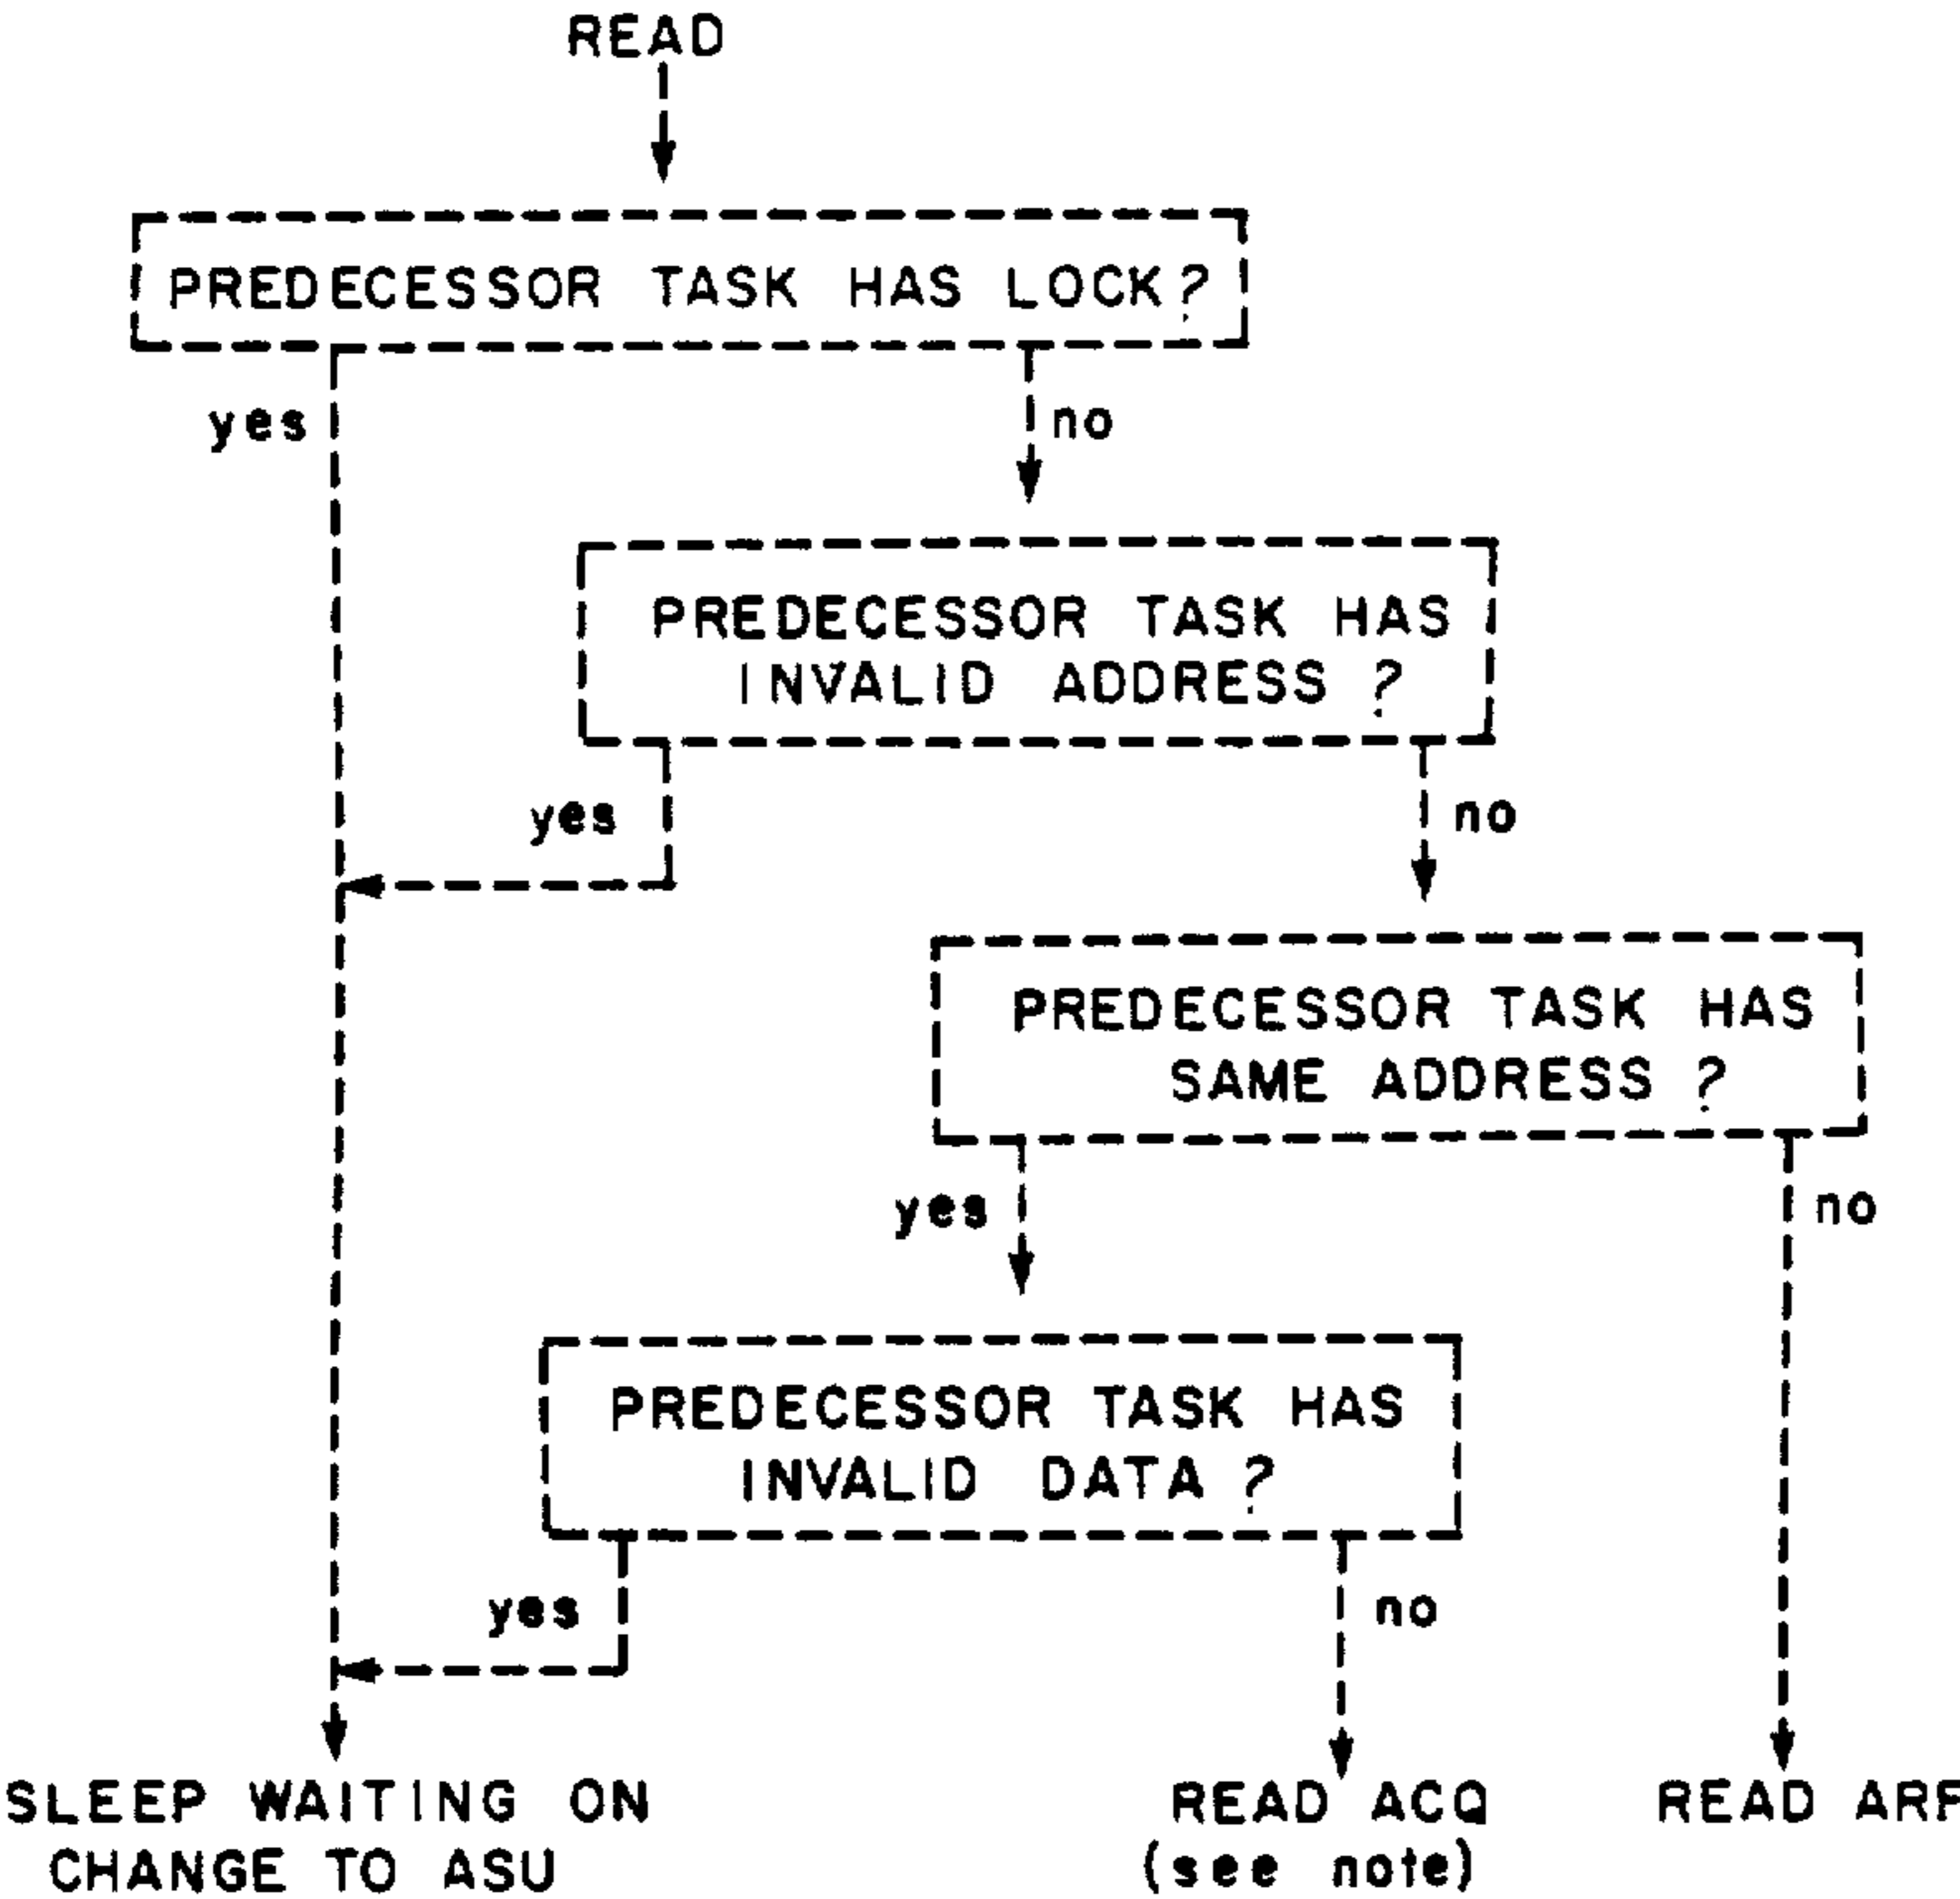 READ
PREDECESSOR TASK HAS LOCK?
yes
no
PREDECESSOR TASK HAS
INVALID ADDRESS ?
yes
no
PREDECESSOR TASK HAS
SAME ADDRESS ?
yes
no
PREDECESSOR TASK HAS
INVALID DATA ?
yes
no
SLEEP WAITING ON
CHANGE TO ASU
READ ACQ
(see note)
READ